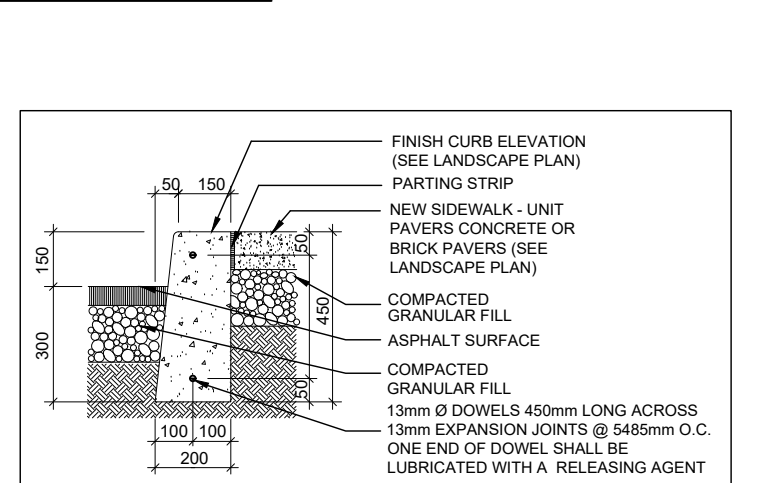 FINISH CURB ELEVATION
(SEE LANDSCAPE PLAN)
PARTING STRIP
NEW SIDEWALK - UNIT
PAVERS CONCRETE OR
BRICK PAVERS (SEE
LANDSCAPE PLAN)
COMPACTED
GRANULAR FILL
ASPHALT SURFACE
COMPACTED
GRANULAR FILL
13mm Ø DOWELS 450mm LONG ACROSS
13mm EXPANSION JOINTS @ 5485mm O.C.
ONE END OF DOWEL SHALL BE
LUBRICATED WITH A RELEASING AGENT
50 150
150
300
50
450
50
100 100
200